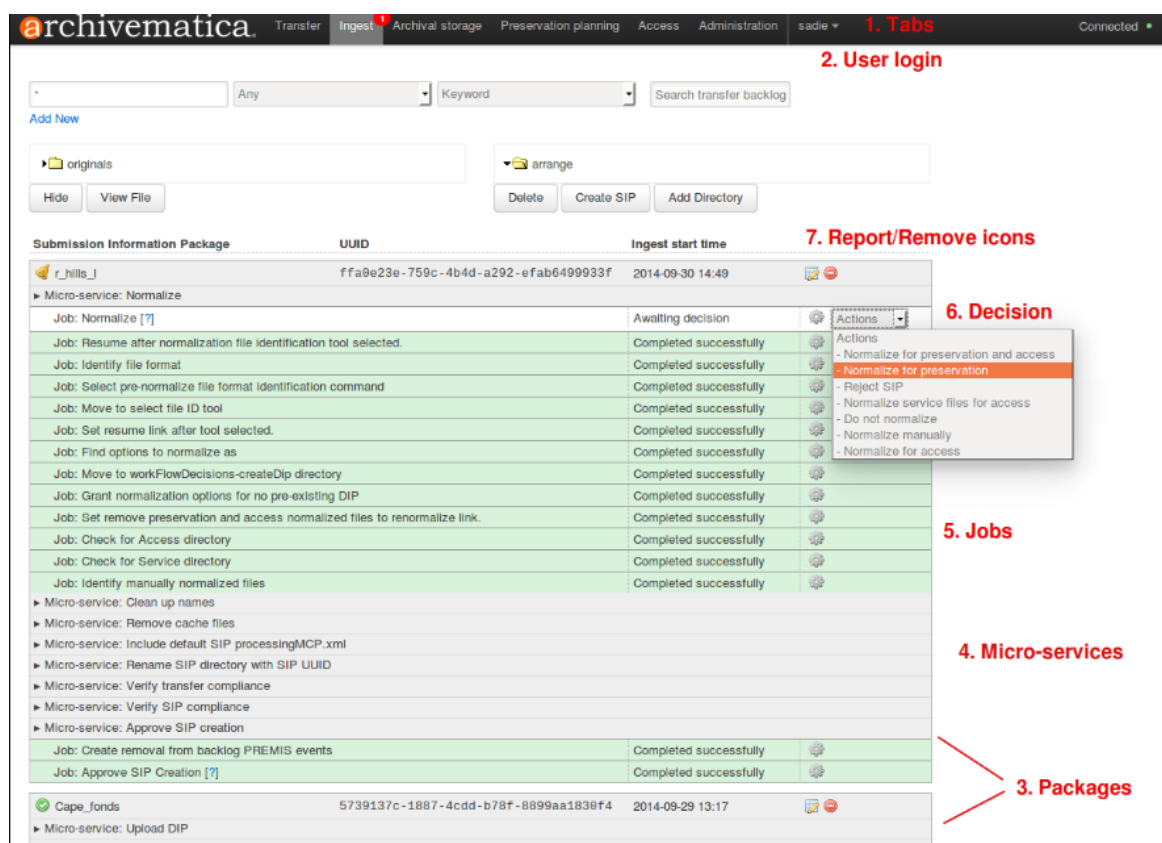 archivematica. Transfer Ingest 1 Archival storage Preservation planning Access Administration sadie 1. Tabs Connected
2. User login
* Any Keyword Search transfer backlog
Add New
originals arrange
Hide View File Delete Create SIP Add Directory
7. Report/Remove icons
Submission Information Package UUID Ingest start time
r_hills_l ffa0e23e-759c-4b4d-a292-efab6499933f 2014-09-30 14:49
Micro-service: Normalize
6. Decision
Job: Normalize [?] Awaiting decision Actions
Actions
- Normalize for preservation and access
- Normalize for preservation
- Reject SIP
- Normalize service files for access
- Do not normalize
- Normalize manually
- Normalize for access
Job: Resume after normalization file identification tool selected. Completed successfully
Job: Identify file format Completed successfully
Job: Select pre-normalize file format identification command Completed successfully
Job: Move to select file ID tool Completed successfully
Job: Set resume link after tool selected. Completed successfully
Job: Find options to normalize as Completed successfully
Job: Move to workFlowDecisions-createDip directory Completed successfully
Job: Grant normalization options for no pre-existing DIP Completed successfully
Job: Set remove preservation and access normalized files to renormalize link. Completed successfully
5. Jobs
Job: Check for Access directory Completed successfully
Job: Check for Service directory Completed successfully
Job: Identify manually normalized files Completed successfully
Micro-service: Clean up names
Micro-service: Remove cache files
Micro-service: Include default SIP processingMCP.xml
4. Micro-services
Micro-service: Rename SIP directory with SIP UUID
Micro-service: Verify transfer compliance
Micro-service: Verify SIP compliance
Micro-service: Approve SIP creation
Job: Create removal from backlog PREMIS events Completed successfully
Job: Approve SIP Creation [?] Completed successfully
3. Packages
Cape_fonds 5739137c-1887-4cdd-b78f-8899aa1830f4 2014-09-29 13:17
Micro-service: Upload DIP